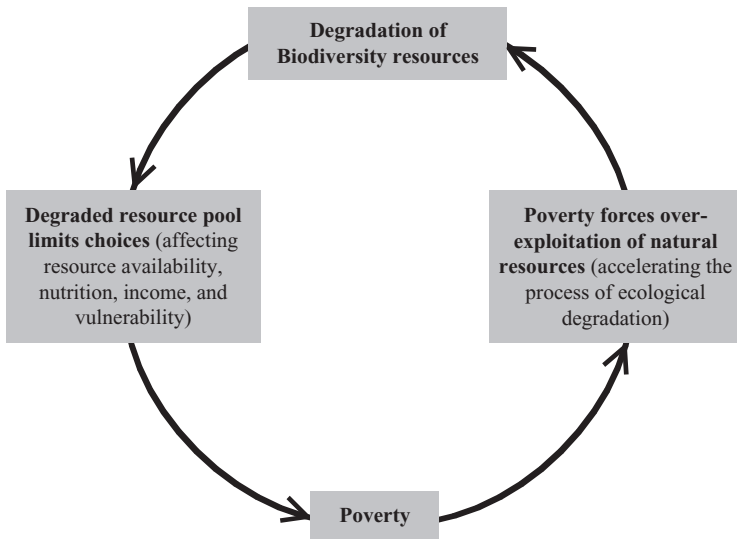 Degradation of
Biodiversity resources
Degraded resource pool
limits choices (affecting
resource availability,
nutrition, income, and
vulnerability)
Poverty forces over-
exploitation of natural
resources (accelerating the
process of ecological
degradation)
Poverty